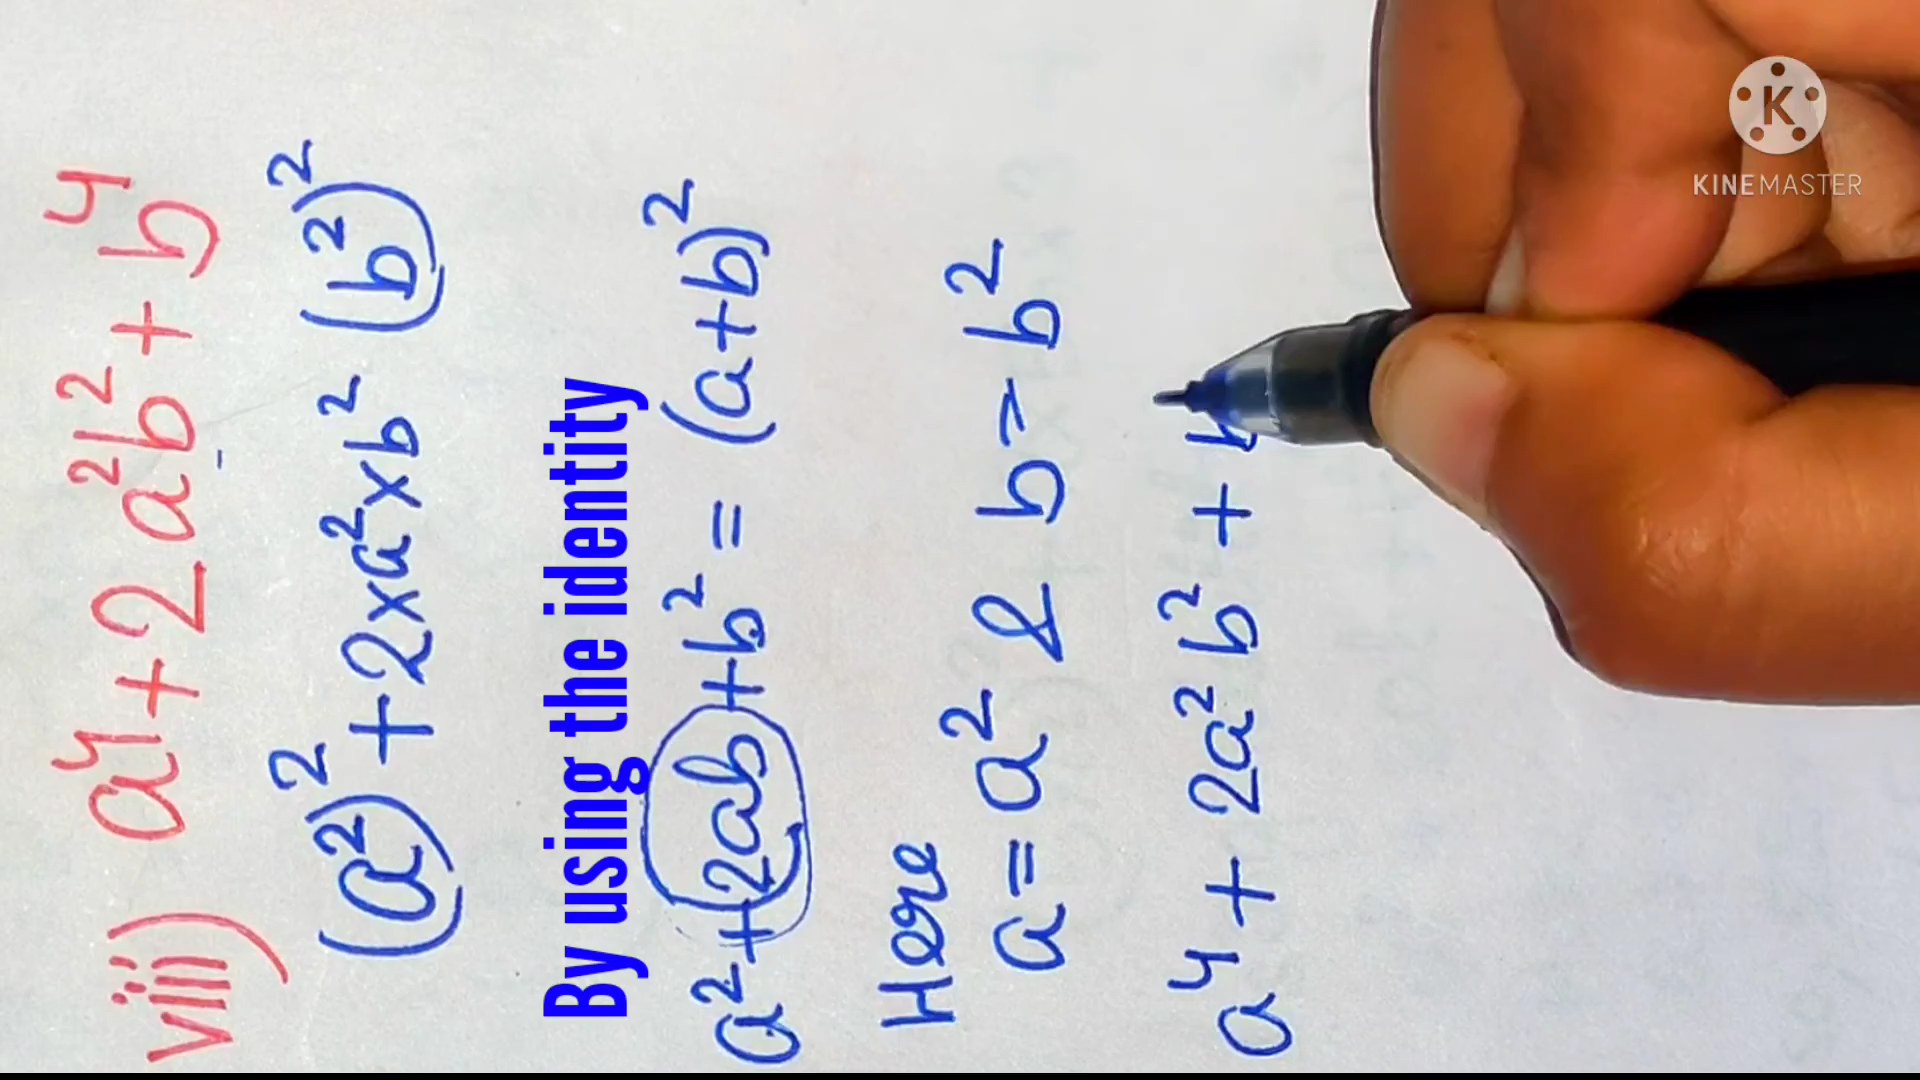 viii) a⁴+2a²b²+b⁴
(a²)²+2×a²×b² (b²)²
By using the identity
a²+2ab+b² = (a+b)²
Here
a=a² & b=b²
a⁴+2a²b²+
KINEMASTER